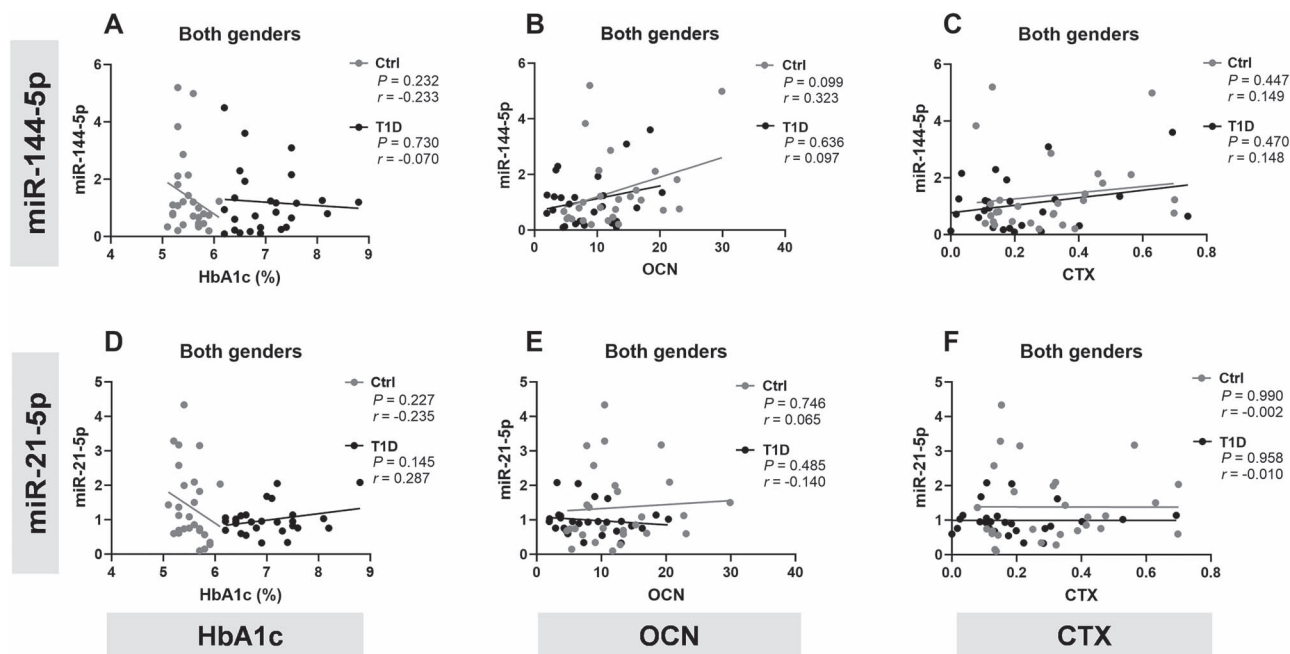 miR-144-5p
A
Both genders
Ctrl
P = 0.232
r = -0.233
T1D
P = 0.730
r = -0.070
miR-144-5p
6
4
2
0
4
5
6
7
8
9
HbA1c (%)
B
Both genders
Ctrl
P = 0.099
r = 0.323
T1D
P = 0.636
r = 0.097
miR-144-5p
6
4
2
0
0
10
20
30
40
OCN
C
Both genders
Ctrl
P = 0.447
r = 0.149
T1D
P = 0.470
r = 0.148
miR-144-5p
6
4
2
0
0.0
0.2
0.4
0.6
0.8
CTX
miR-21-5p
D
Both genders
Ctrl
P = 0.227
r = -0.235
T1D
P = 0.145
r = 0.287
miR-21-5p
5
4
3
2
1
0
4
5
6
7
8
9
HbA1c (%)
E
Both genders
Ctrl
P = 0.746
r = 0.065
T1D
P = 0.485
r = -0.140
miR-21-5p
5
4
3
2
1
0
0
10
20
30
40
OCN
F
Both genders
Ctrl
P = 0.990
r = -0.002
T1D
P = 0.958
r = -0.010
miR-21-5p
5
4
3
2
1
0
0.0
0.2
0.4
0.6
0.8
CTX
HbA1c
OCN
CTX